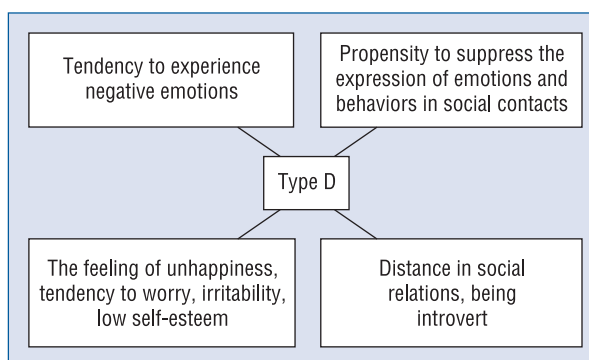 Tendency to experience
negative emotions
Propensity to suppress the
expression of emotions and
behaviors in social contacts
Type D
The feeling of unhappiness,
tendency to worry, irritability,
low self-esteem
Distance in social
relations, being
introvert